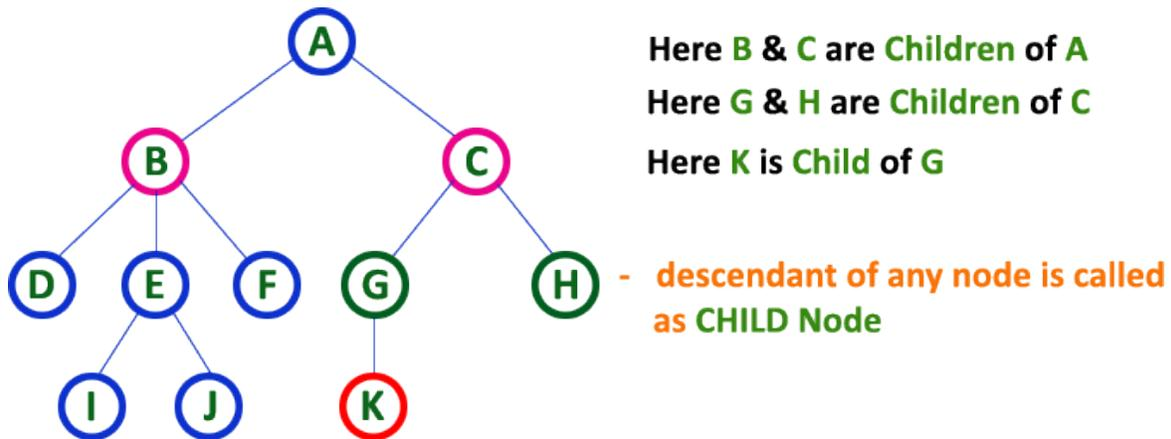 A
Here B & C are Children of A
Here G & H are Children of C
B C
Here K is Child of G
D E F G H
- descendant of any node is called
as CHILD Node
I J K